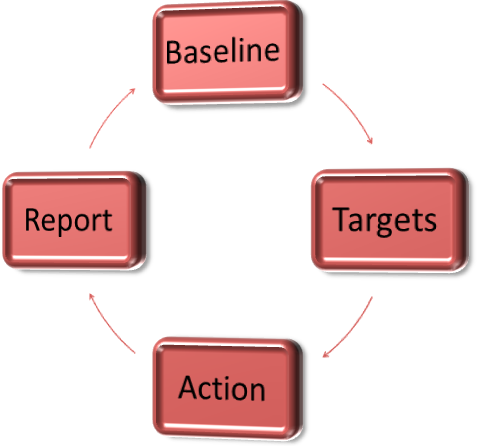 Baseline
Targets
Action
Report